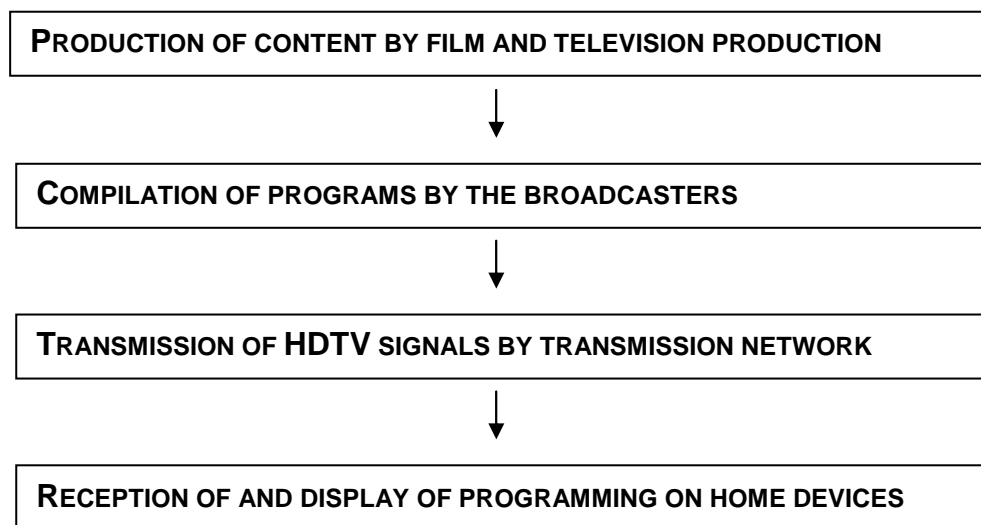 PRODUCTION OF CONTENT BY FILM AND TELEVISION PRODUCTION
COMPILATION OF PROGRAMS BY THE BROADCASTERS
TRANSMISSION OF HDTV SIGNALS BY TRANSMISSION NETWORK
RECEPTION OF AND DISPLAY OF PROGRAMMING ON HOME DEVICES